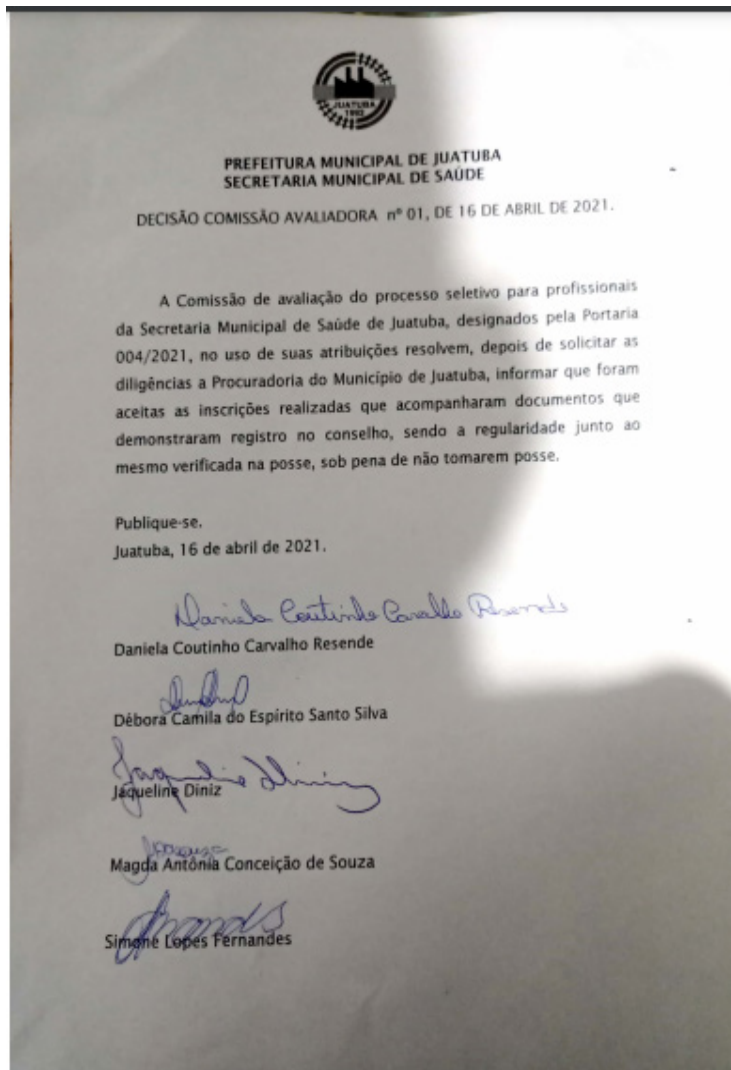 JUATUBA
1992
PREFEITURA MUNICIPAL DE JUATUBA
SECRETARIA MUNICIPAL DE SAÚDE
DECISÃO COMISSÃO AVALIADORA nº 01, DE 16 DE ABRIL DE 2021.
A Comissão de avaliação do processo seletivo para profissionais
da Secretaria Municipal de Saúde de Juatuba, designados pela Portaria
004/2021, no uso de suas atribuições resolvem, depois de solicitar as
diligências a Procuradoria do Município de Juatuba, informar que foram
aceitas as inscrições realizadas que acompanharam documentos que
demonstraram registro no conselho, sendo a regularidade junto ao
mesmo verificada na posse, sob pena de não tomarem posse.
Publique-se.
Juatuba, 16 de abril de 2021.
Daniela Coutinho Carvalho Resende
Daniela Coutinho Carvalho Resende
Débora Camila do Espírito Santo Silva
Jaqueline Diniz
Jaqueline Diniz
Magda Antônia Conceição de Souza
Simone Lopes Fernandes